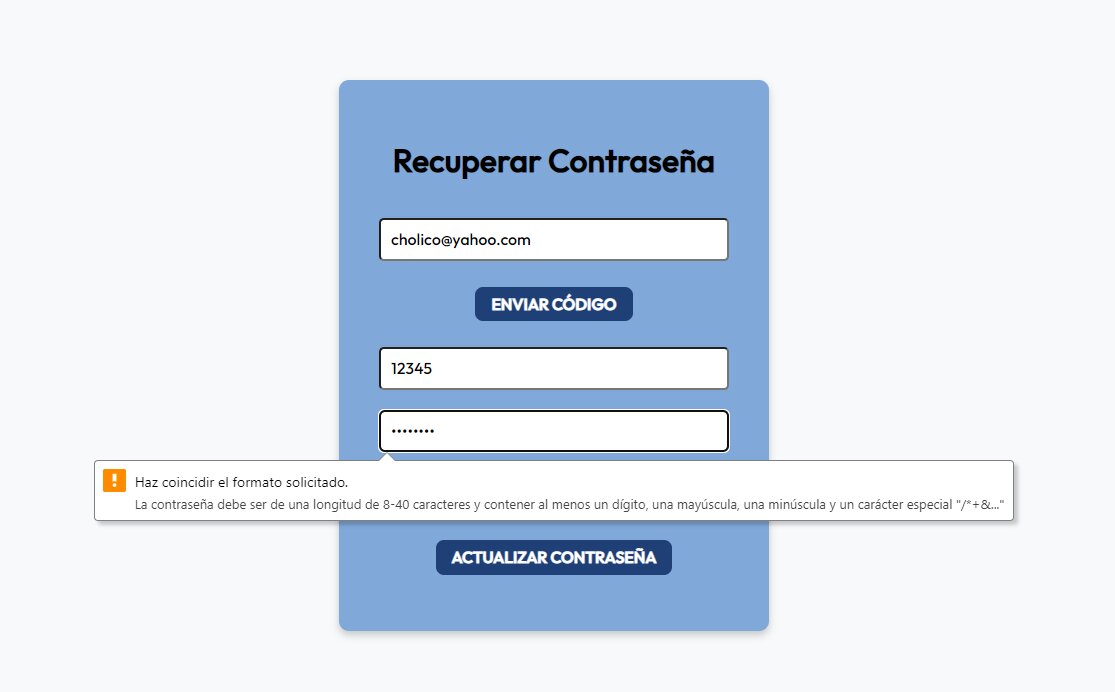 Recuperar Contraseña
cholico@yahoo.com
ENVIAR CÓDIGO
12345
••••••••
Haz coincidir el formato solicitado.
La contraseña debe ser de una longitud de 8-40 caracteres y contener al menos un dígito, una mayúscula, una minúscula y un carácter especial "/*+&..."
ACTUALIZAR CONTRASEÑA